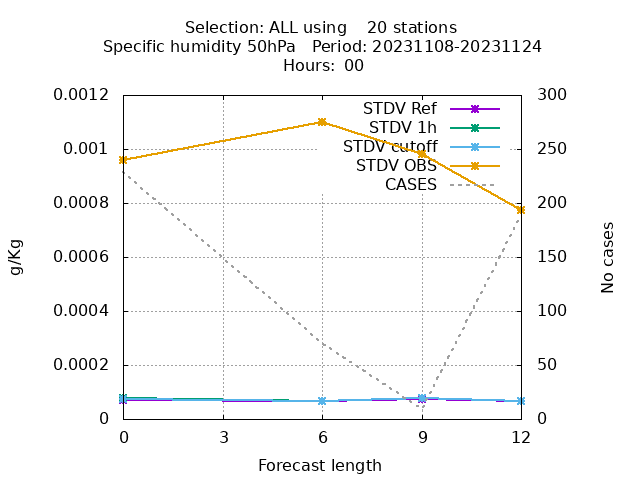 Selection: ALL using    20 stations
Specific humidity 50hPa   Period: 20231108-20231124
Hours:  00
0.0012
0.001
0.0008
0.0006
0.0004
0.0002
0
300
250
200
150
100
50
0
STDV Ref
STDV 1h
STDV cutoff
STDV OBS
CASES
g/Kg
No cases
0
3
6
9
12
Forecast length